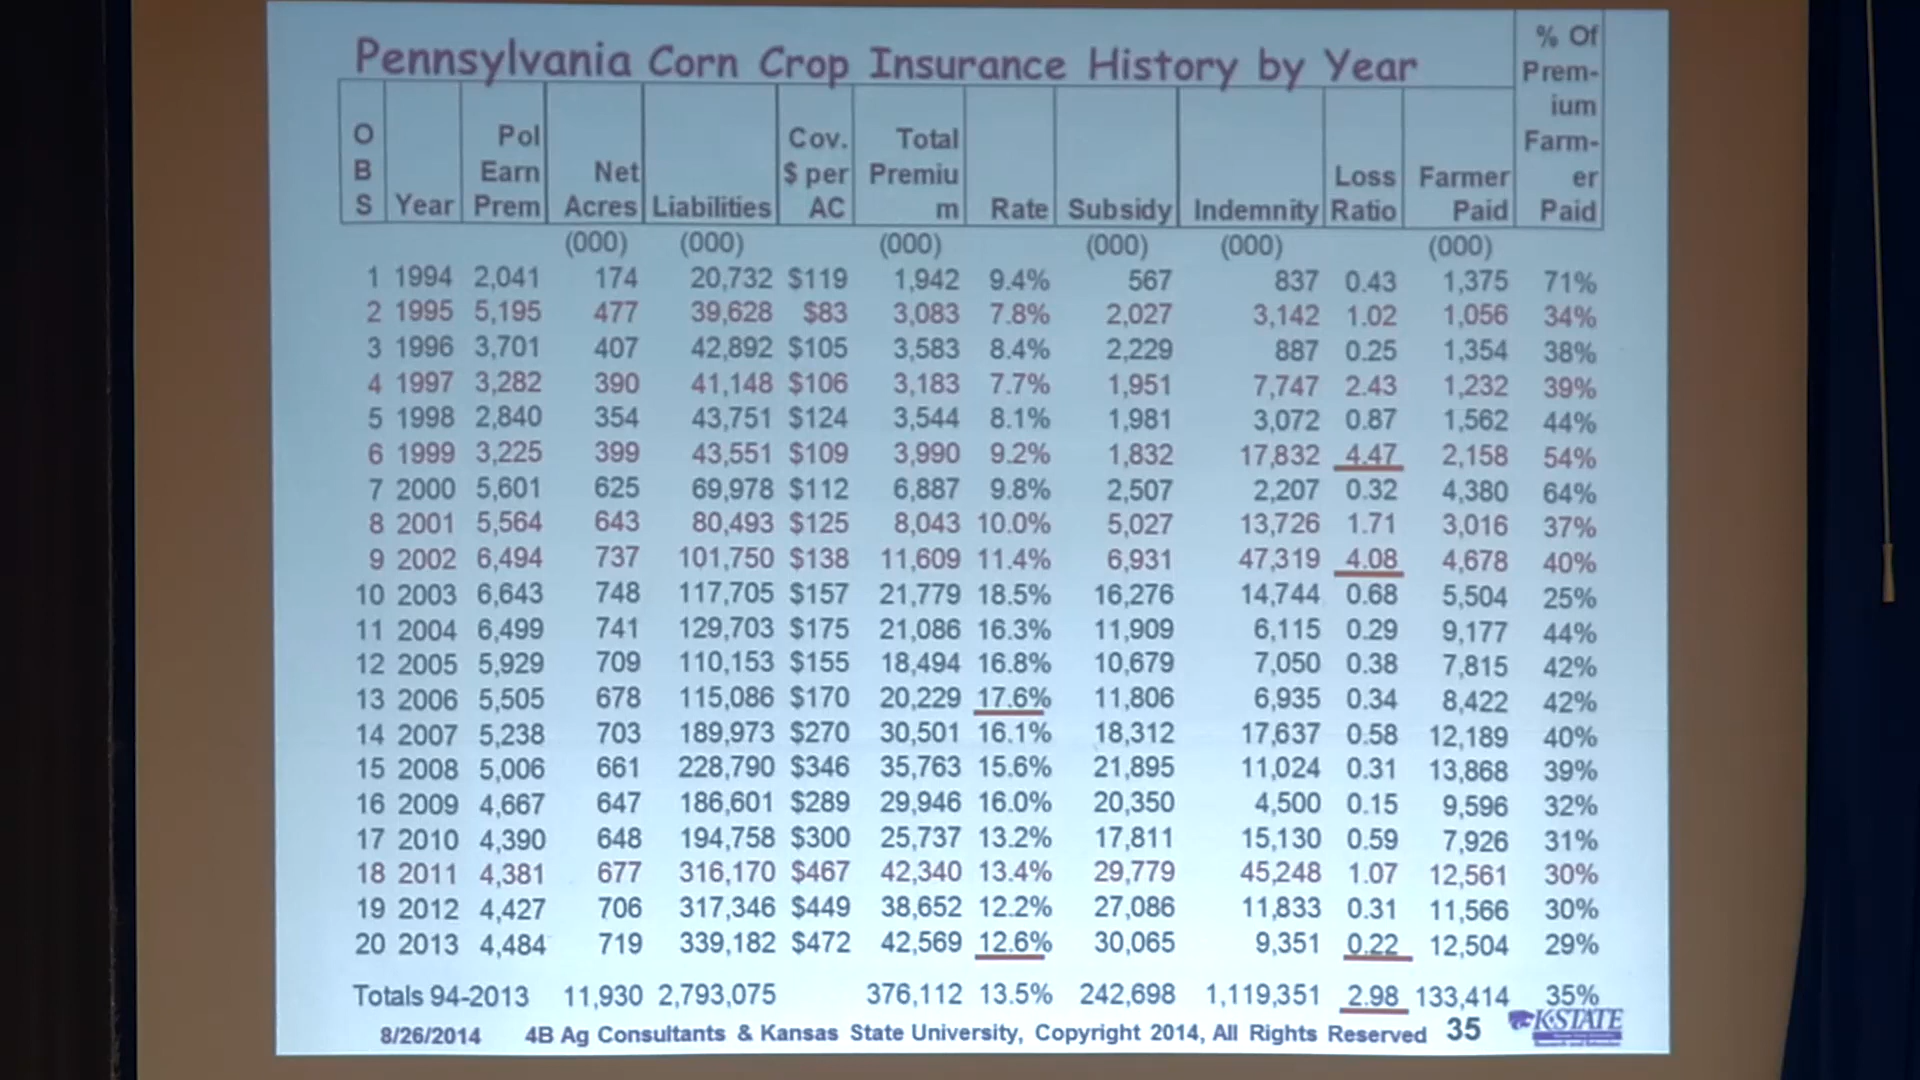 Pennsylvania Corn Crop Insurance History by Year
O B S Year Pol Earn Prem Net Acres Liabilities Cov. $ per AC Total Premiu m Rate Subsidy Indemnity Loss Ratio Farmer Paid % Of Prem- ium Farm- er Paid
(000) (000) (000) (000) (000) (000)
1 1994 2,041 174 20,732 $119 1,942 9.4% 567 837 0.43 1,375 71%
2 1995 5,195 477 39,628 $83 3,083 7.8% 2,027 3,142 1.02 1,056 34%
3 1996 3,701 407 42,892 $105 3,583 8.4% 2,229 887 0.25 1,354 38%
4 1997 3,282 390 41,148 $106 3,183 7.7% 1,951 7,747 2.43 1,232 39%
5 1998 2,840 354 43,751 $124 3,544 8.1% 1,981 3,072 0.87 1,562 44%
6 1999 3,225 399 43,551 $109 3,990 9.2% 1,832 17,832 4.47 2,158 54%
7 2000 5,601 625 69,978 $112 6,887 9.8% 2,507 2,207 0.32 4,380 64%
8 2001 5,564 643 80,493 $125 8,043 10.0% 5,027 13,726 1.71 3,016 37%
9 2002 6,494 737 101,750 $138 11,609 11.4% 6,931 47,319 4.08 4,678 40%
10 2003 6,643 748 117,705 $157 21,779 18.5% 16,276 14,744 0.68 5,504 25%
11 2004 6,499 741 129,703 $175 21,086 16.3% 11,909 6,115 0.29 9,177 44%
12 2005 5,929 709 110,153 $155 18,494 16.8% 10,679 7,050 0.38 7,815 42%
13 2006 5,505 678 115,086 $170 20,229 17.6% 11,806 6,935 0.34 8,422 42%
14 2007 5,238 703 189,973 $270 30,501 16.1% 18,312 17,637 0.58 12,189 40%
15 2008 5,006 661 228,790 $346 35,763 15.6% 21,895 11,024 0.31 13,868 39%
16 2009 4,667 647 186,601 $289 29,946 16.0% 20,350 4,500 0.15 9,596 32%
17 2010 4,390 648 194,758 $300 25,737 13.2% 17,811 15,130 0.59 7,926 31%
18 2011 4,381 677 316,170 $467 42,340 13.4% 29,779 45,248 1.07 12,561 30%
19 2012 4,427 706 317,346 $449 38,652 12.2% 27,086 11,833 0.31 11,566 30%
20 2013 4,484 719 339,182 $472 42,569 12.6% 30,065 9,351 0.22 12,504 29%
Totals 94-2013 11,930 2,793,075 376,112 13.5% 242,698 1,119,351 2.98 133,414 35%
8/26/2014 4B Ag Consultants & Kansas State University, Copyright 2014, All Rights Reserved 35 K-STATE